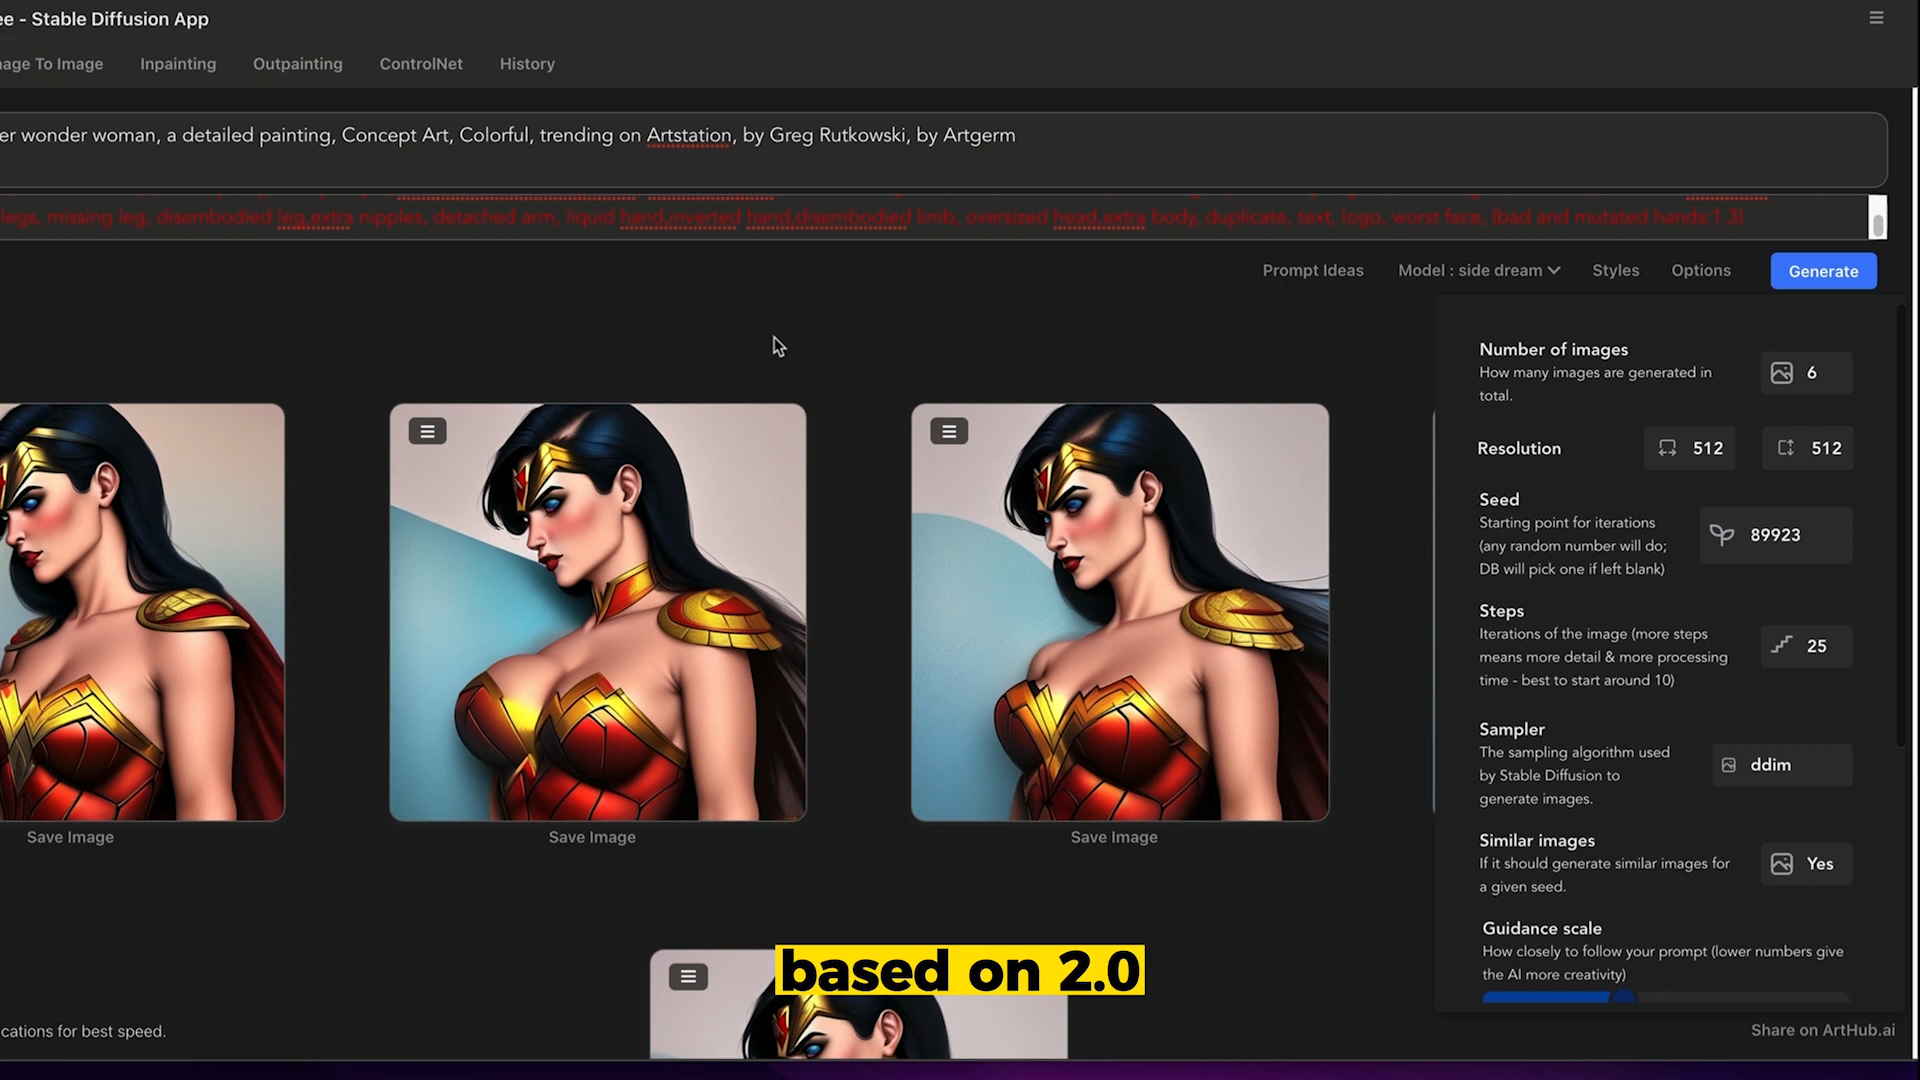 ee - Stable Diffusion App
age To Image Inpainting Outpainting ControlNet History
er wonder woman, a detailed painting, Concept Art, Colorful, trending on Artstation, by Greg Rutkowski, by Artgerm
legs, missing leg, disembodied leg,extra nipples, detached arm, liquid hand,inverted hand,disembodied limb, oversized head,extra body, duplicate, text, logo, worst face, (bad and mutated hands:1.3)
Prompt Ideas Model : side dream Styles Options Generate
Number of images
How many images are generated in
total.
6
Resolution 512 512
Seed
Starting point for iterations
(any random number will do;
DB will pick one if left blank)
89923
Steps
Iterations of the image (more steps
means more detail & more processing
time - best to start around 10)
25
Sampler
The sampling algorithm used
by Stable Diffusion to
generate images.
ddim
Save Image Save Image Save Image
Similar images
If it should generate similar images for
a given seed.
Yes
Guidance scale
How closely to follow your prompt (lower numbers give
the AI more creativity)
based on 2.0
cations for best speed.
Share on ArtHub.ai